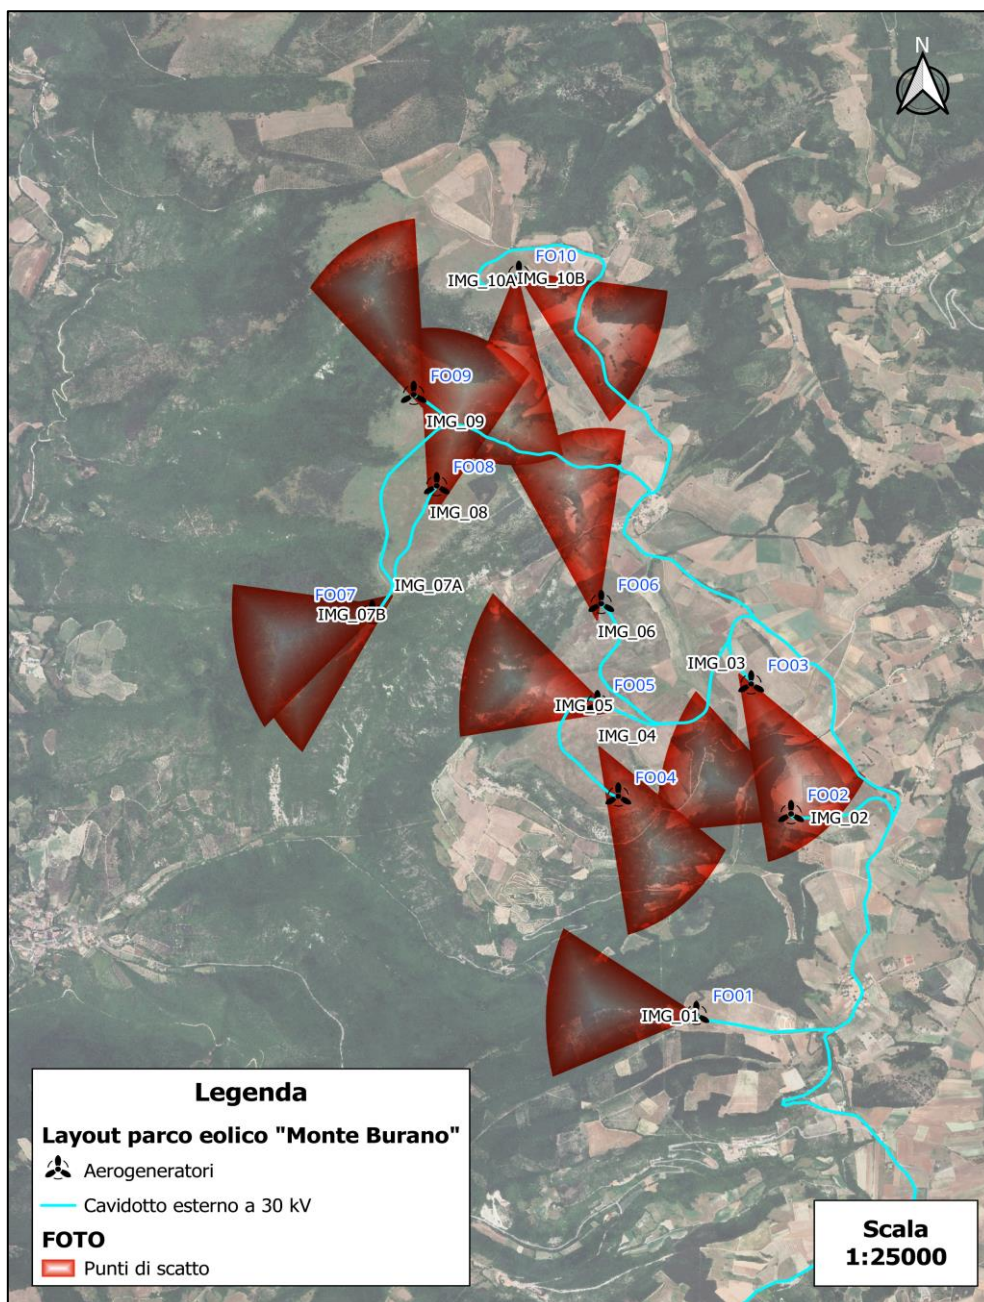 N
FO10
IMG_10A
IMG_10B
FO09
IMG_09
FO08
IMG_08
IMG_07A
FO07
IMG_07B
FO06
IMG_06
IMG_03
FO03
FO05
IMG_05
IMG_04
FO04
FO02
IMG_02
FO01
IMG_01
Legenda
Layout parco eolico "Monte Burano"
Aerogeneratori
Cavidotto esterno a 30 kV
FOTO
Punti di scatto
Scala
1:25000